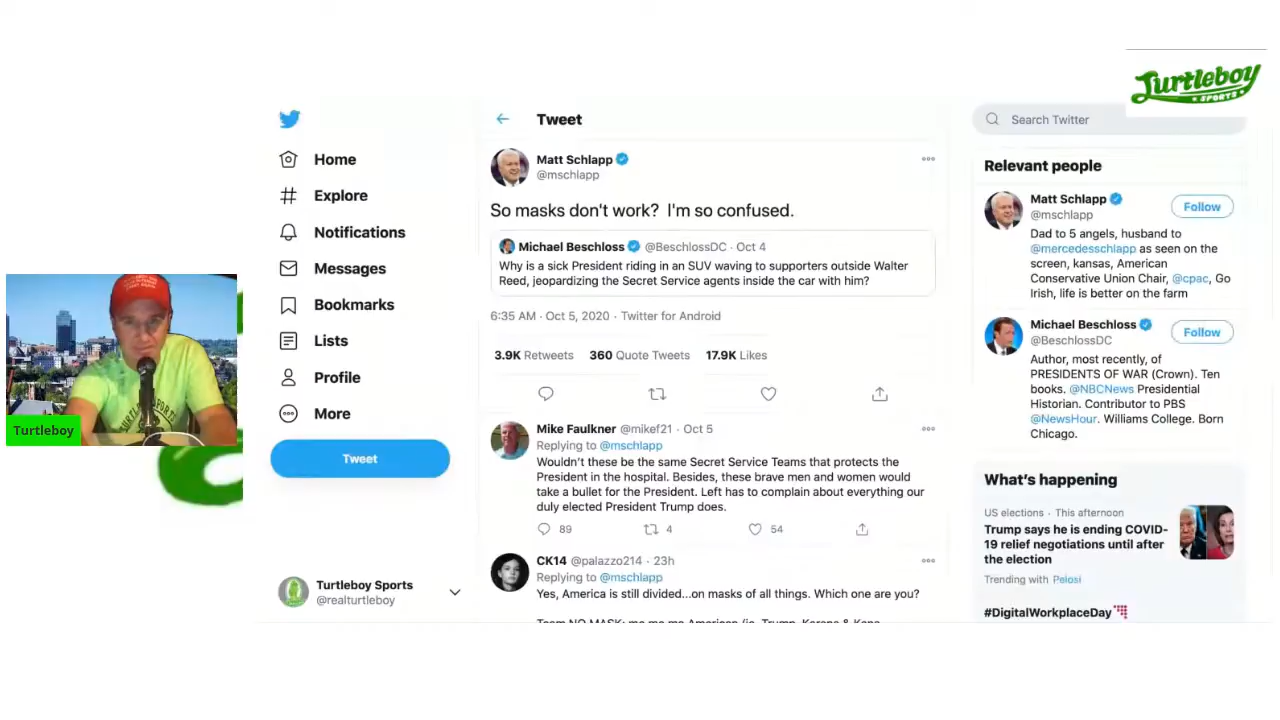 Turtleboy
SPORTS
Home
Explore
Notifications
Messages
Bookmarks
Lists
Profile
More
Tweet
Turtleboy Sports
@realturtleboy
Turtleboy
Tweet
Matt Schlapp
@mschlapp
So masks don't work? I'm so confused.
Michael Beschloss @BeschlossDC · Oct 4
Why is a sick President riding in an SUV waving to supporters outside Walter
Reed, jeopardizing the Secret Service agents inside the car with him?
6:35 AM · Oct 5, 2020 · Twitter for Android
3.9K Retweets 360 Quote Tweets 17.9K Likes
Mike Faulkner @mikef21 · Oct 5
Replying to @mschlapp
Wouldn't these be the same Secret Service Teams that protects the
President in the hospital. Besides, these brave men and women would
take a bullet for the President. Left has to complain about everything our
duly elected President Trump does.
89 4 54
CK14 @palazzo214 · 23h
Replying to @mschlapp
Yes, America is still divided...on masks of all things. Which one are you?
Search Twitter
Relevant people
Matt Schlapp
@mschlapp
Follow
Dad to 5 angels, husband to
@mercedesschlapp as seen on the
screen, kansas, American
Conservative Union Chair, @cpac, Go
Irish, life is better on the farm
Michael Beschloss
@BeschlossDC
Follow
Author, most recently, of
PRESIDENTS OF WAR (Crown). Ten
books. @NBCNews Presidential
Historian. Contributor to PBS
@NewsHour. Williams College. Born
Chicago.
What's happening
US elections · This afternoon
Trump says he is ending COVID-
19 relief negotiations until after
the election
Trending with Pelosi
#DigitalWorkplaceDay